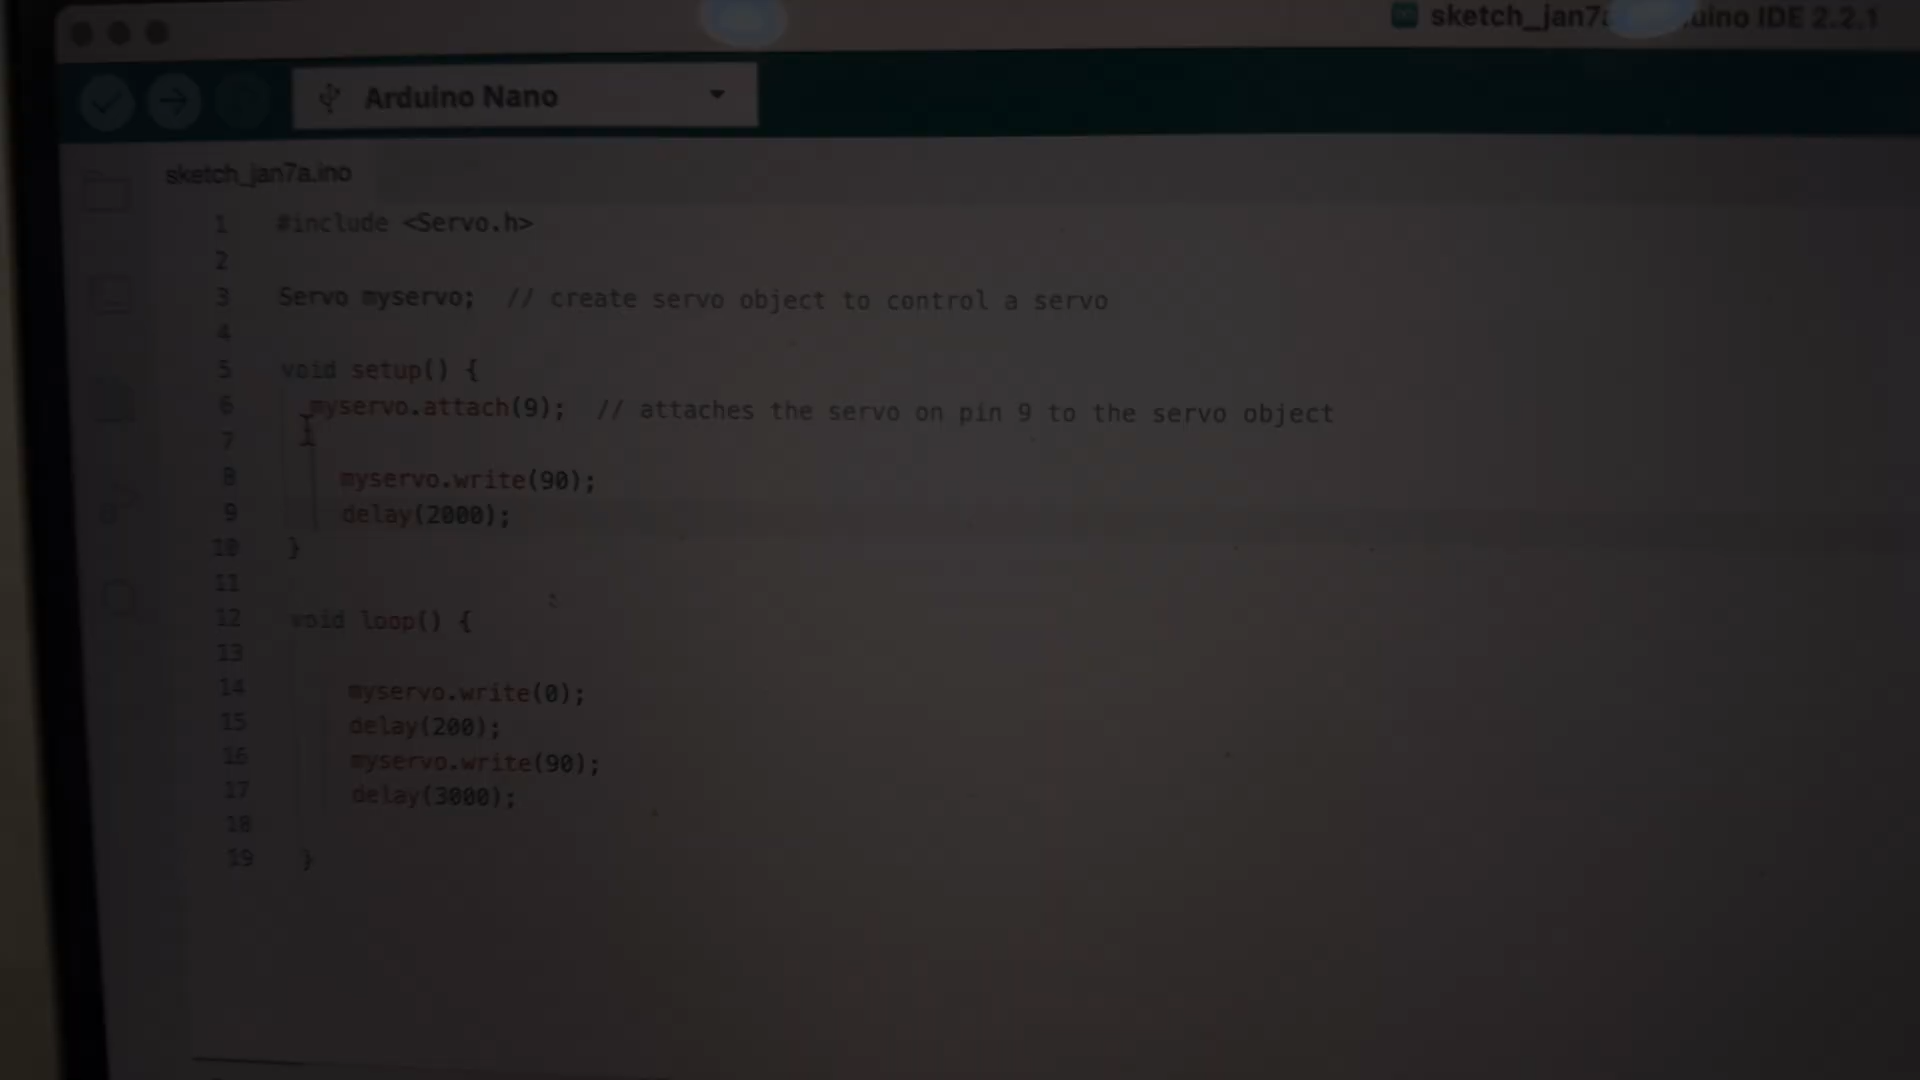 sketch_jan7a
uino IDE 2.2.1
Arduino Nano
sketch_jan7a.ino
1 #include <Servo.h>
2
3 Servo myservo; // create servo object to control a servo
4
5 void setup() {
6 myservo.attach(9); // attaches the servo on pin 9 to the servo object
7
8 myservo.write(90);
9 delay(2000);
10 }
11
12 void loop() {
13
14 myservo.write(0);
15 delay(200);
16 myservo.write(90);
17 delay(3000);
18
19 }